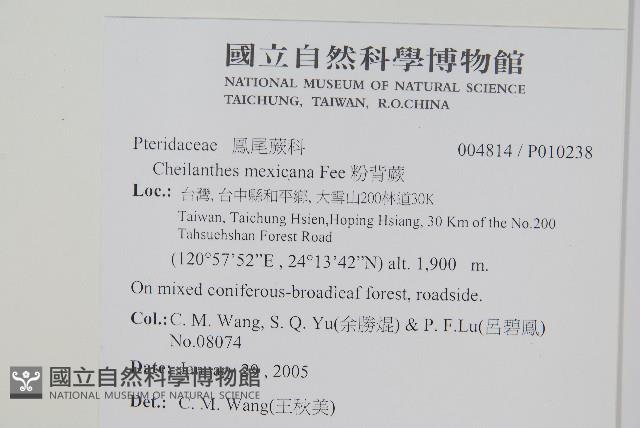 國立自然科學博物館
NATIONAL MUSEUM OF NATURAL SCIENCE
TAICHUNG, TAIWAN, R.O.CHINA
Pteridaceae 鳳尾蕨科 004814 / P010238
Cheilanthes mexicana Fee 粉背蕨
Loc.: 台灣, 台中縣和平鄉, 大雪山200林道30K
Taiwan, Taichung Hsien,Hoping Hsiang, 30 Km of the No.200
Tahsuehshan Forest Road
(120°57’52”E , 24°13’42”N) alt. 1,900 m.
On mixed coniferous-broadleaf forest, roadside.
Col.: C. M. Wang, S. Q. Yu(余勝焜) & P. F.Lu(呂碧鳳)
No.08074
Date: January 20 , 2005
Det.: C. M. Wang(王秋美)
國立自然科學博物館
NATIONAL MUSEUM OF NATURAL SCIENCE